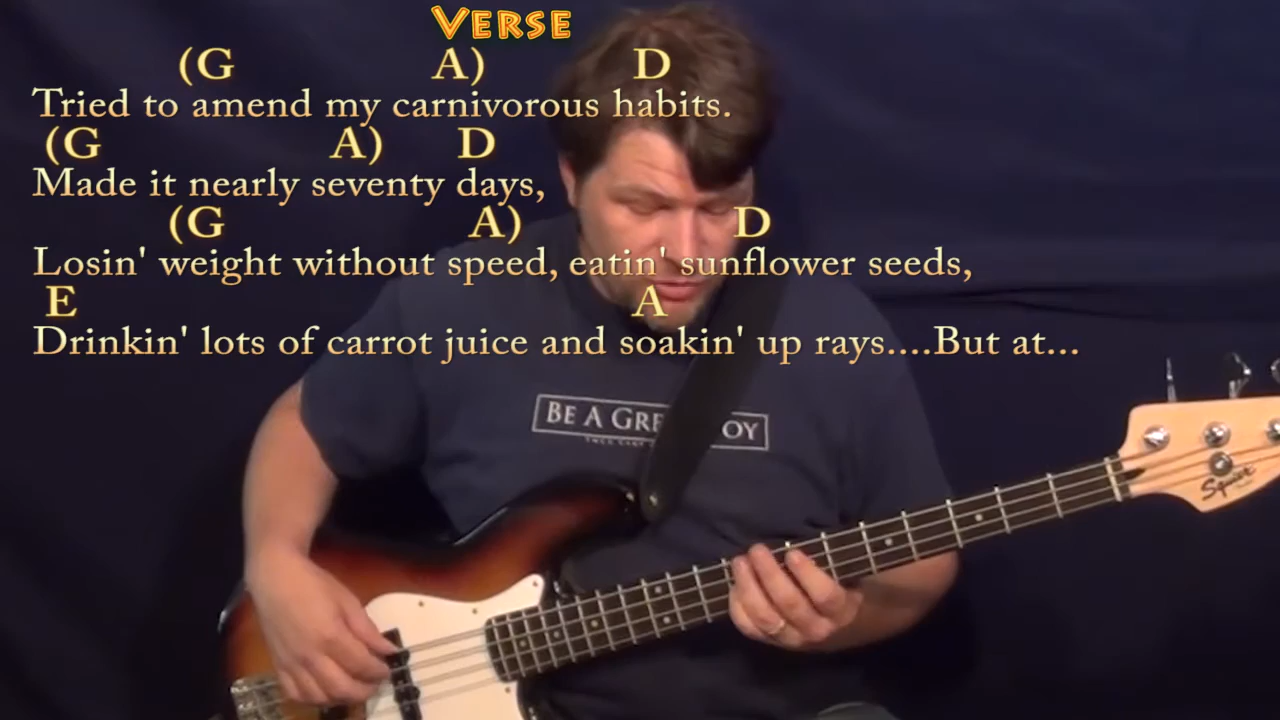 VERSE
(G A) D
Tried to amend my carnivorous habits.
(G A) D
Made it nearly seventy days,
(G A) D
Losin' weight without speed, eatin' sunflower seeds,
E A
Drinkin' lots of carrot juice and soakin' up rays....But at...
BE A GRE OY
Squier